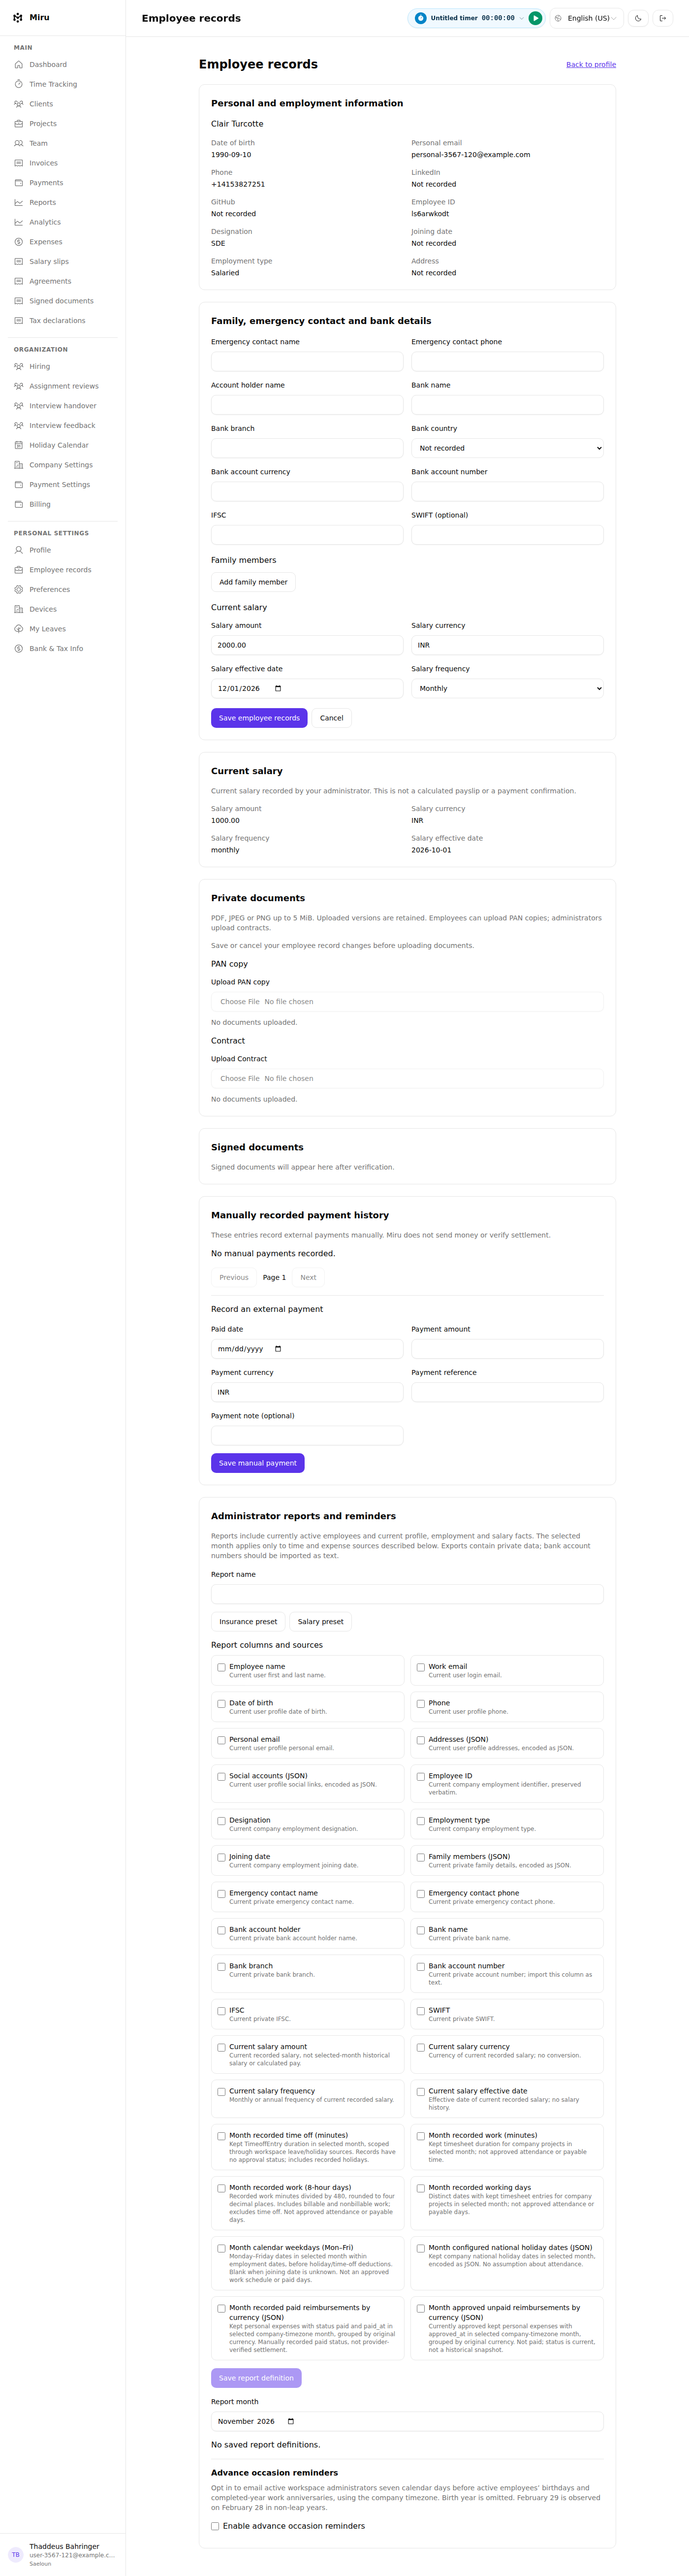 Miru
Employee records
Untitled timer 00:00:00
English (US)
MAIN
Dashboard
Time Tracking
Clients
Projects
Team
Invoices
Payments
Reports
Analytics
Expenses
Salary slips
Agreements
Signed documents
Tax declarations
ORGANIZATION
Hiring
Assignment reviews
Interview handover
Interview feedback
Holiday Calendar
Company Settings
Payment Settings
Billing
PERSONAL SETTINGS
Profile
Employee records
Preferences
Devices
My Leaves
Bank & Tax Info
TB
Thaddeus Bahringer
user-3567-121@example.c...
Saeloun
Employee records
Back to profile
Personal and employment information
Clair Turcotte
Date of birth
1990-09-10
Personal email
personal-3567-120@example.com
Phone
+14153827251
LinkedIn
Not recorded
GitHub
Not recorded
Employee ID
ls6arwkodt
Designation
SDE
Joining date
Not recorded
Employment type
Salaried
Address
Not recorded
Family, emergency contact and bank details
Emergency contact name
Emergency contact phone
Account holder name
Bank name
Bank branch
Bank country
Not recorded
Bank account currency
Bank account number
IFSC
SWIFT (optional)
Family members
Add family member
Current salary
Salary amount
2000.00
Salary currency
INR
Salary effective date
12/01/2026
Salary frequency
Monthly
Save employee records
Cancel
Current salary
Current salary recorded by your administrator. This is not a calculated payslip or a payment confirmation.
Salary amount
1000.00
Salary currency
INR
Salary frequency
monthly
Salary effective date
2026-10-01
Private documents
PDF, JPEG or PNG up to 5 MiB. Uploaded versions are retained. Employees can upload PAN copies; administrators
upload contracts.
Save or cancel your employee record changes before uploading documents.
PAN copy
Upload PAN copy
Choose File No file chosen
No documents uploaded.
Contract
Upload Contract
Choose File No file chosen
No documents uploaded.
Signed documents
Signed documents will appear here after verification.
Manually recorded payment history
These entries record external payments manually. Miru does not send money or verify settlement.
No manual payments recorded.
Previous
Page 1
Next
Record an external payment
Paid date
mm/dd/yyyy
Payment amount
Payment currency
INR
Payment reference
Payment note (optional)
Save manual payment
Administrator reports and reminders
Reports include currently active employees and current profile, employment and salary facts. The selected
month applies only to time and expense sources described below. Exports contain private data; bank account
numbers should be imported as text.
Report name
Insurance preset
Salary preset
Report columns and sources
Employee name
Current user first and last name.
Work email
Current user login email.
Date of birth
Current user profile date of birth.
Phone
Current user profile phone.
Personal email
Current user profile personal email.
Addresses (JSON)
Current user profile addresses, encoded as JSON.
Social accounts (JSON)
Current user profile social links, encoded as JSON.
Employee ID
Current company employment identifier, preserved
verbatim.
Designation
Current company employment designation.
Employment type
Current company employment type.
Joining date
Current company employment joining date.
Family members (JSON)
Current private family details, encoded as JSON.
Emergency contact name
Current private emergency contact name.
Emergency contact phone
Current private emergency contact phone.
Bank account holder
Current private bank account holder name.
Bank name
Current private bank name.
Bank branch
Current private bank branch.
Bank account number
Current private account number; import this column as
text.
IFSC
Current private IFSC.
SWIFT
Current private SWIFT.
Current salary amount
Current recorded salary, not selected-month historical
salary or calculated pay.
Current salary currency
Currency of current recorded salary; no conversion.
Current salary frequency
Monthly or annual frequency of current recorded salary.
Current salary effective date
Effective date of current recorded salary; no salary
history.
Month recorded time off (minutes)
Kept TimeoffEntry duration in selected month, scoped
through workspace leave/holiday sources. Records have
no approval status; includes recorded holidays.
Month recorded work (minutes)
Kept timesheet duration for company projects in
selected month; not approved attendance or payable
time.
Month recorded work (8-hour days)
Recorded work minutes divided by 480, rounded to four
decimal places. Includes billable and nonbillable work;
excludes time off. Not approved attendance or payable
days.
Month recorded working days
Distinct dates with kept timesheet entries for company
projects in selected month; not approved attendance or
payable days.
Month calendar weekdays (Mon–Fri)
Monday–Friday dates in selected month within
employment dates, before holiday/time-off deductions.
Blank when joining date is unknown. Not an approved
work schedule or paid days.
Month configured national holiday dates (JSON)
Kept company national holiday dates in selected month,
encoded as JSON. No assumption about attendance.
Month recorded paid reimbursements by
currency (JSON)
Kept personal expenses with status paid and paid_at in
selected company-timezone month, grouped by original
currency. Manually recorded paid status, not provider-
verified settlement.
Month approved unpaid reimbursements by
currency (JSON)
Currently approved kept personal expenses with
approved_at in selected company-timezone month,
grouped by original currency. Not paid; status is current,
not a historical snapshot.
Save report definition
Report month
November 2026
No saved report definitions.
Advance occasion reminders
Opt in to email active workspace administrators seven calendar days before active employees’ birthdays and
completed-year work anniversaries, using the company timezone. Birth year is omitted. February 29 is observed
on February 28 in non-leap years.
Enable advance occasion reminders